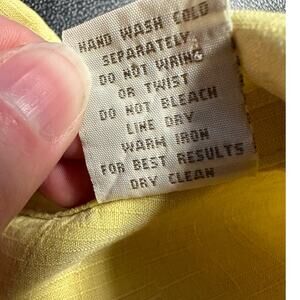 HAND WASH COLD
SEPARATELY
DO NOT WRING
OR TWIST
DO NOT BLEACH
LINE DRY
WARM IRON
FOR BEST RESULTS
DRY CLEAN